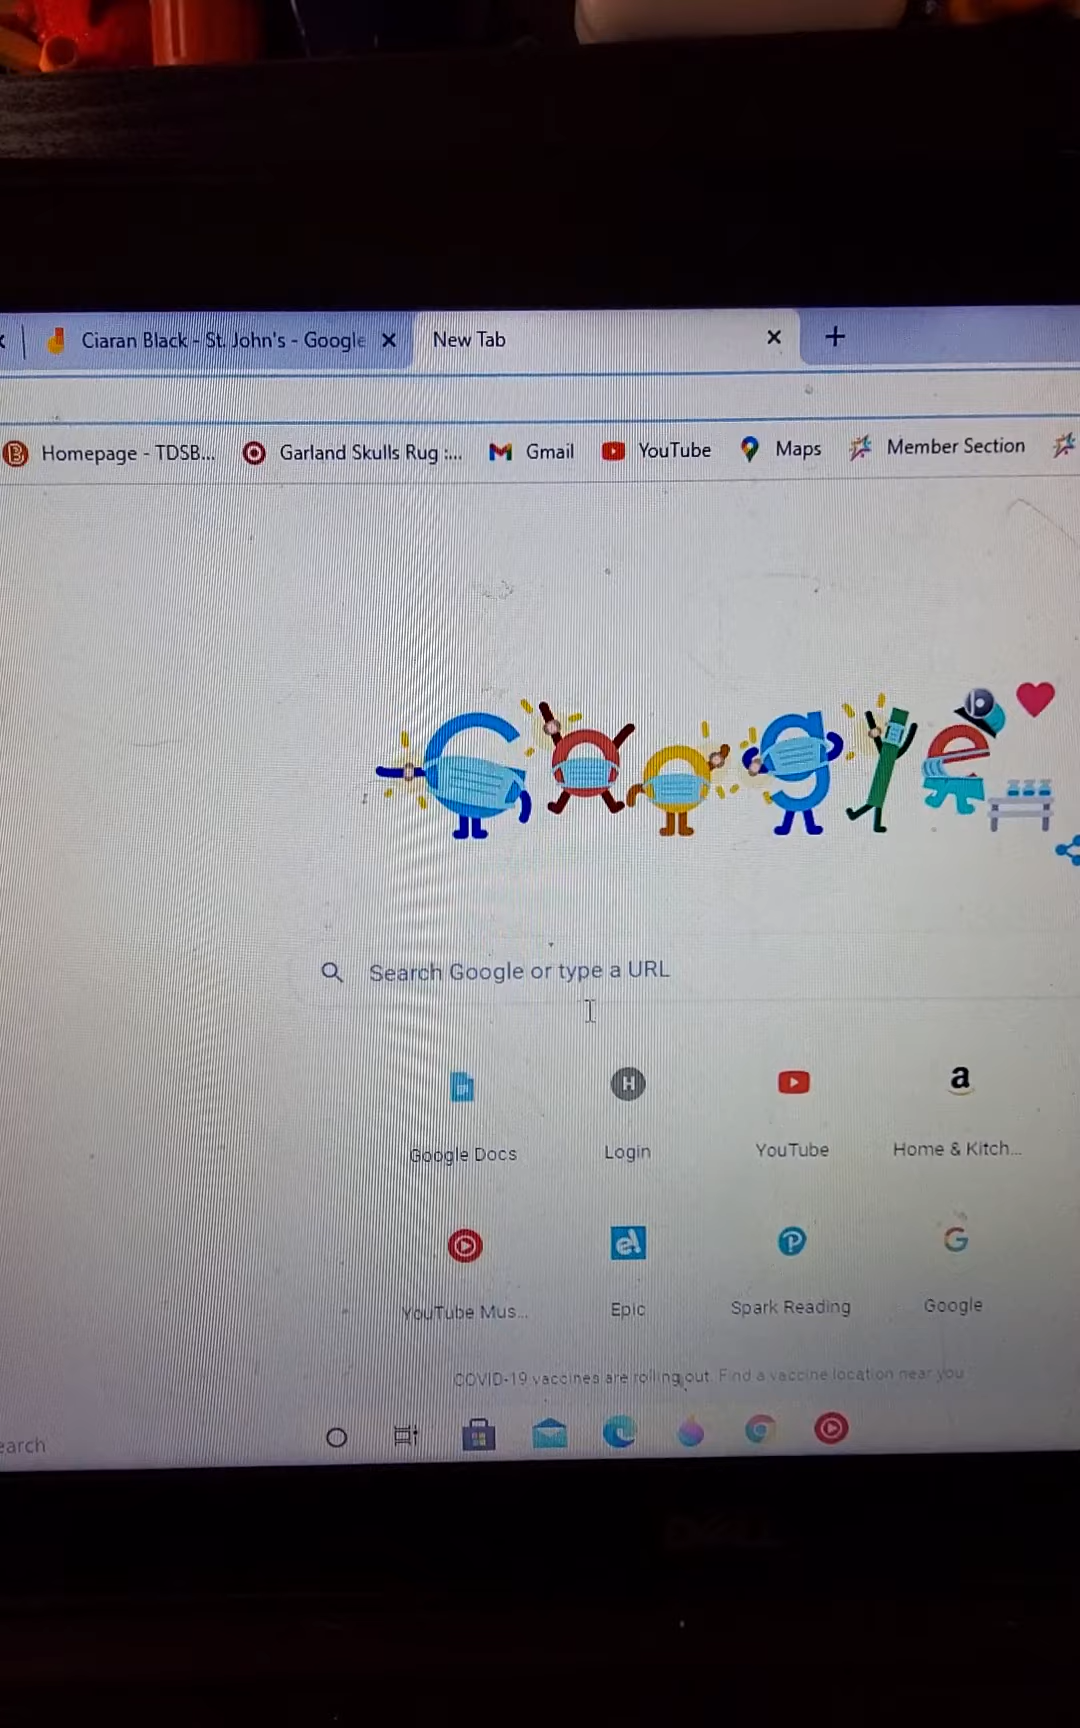 Ciaran Black - St. John's - Google
New Tab
Homepage - TDSB...
Garland Skulls Rug :...
Gmail
YouTube
Maps
Member Section
Google
Search Google or type a URL
Google Docs
Login
YouTube
Home & Kitch...
YouTube Mus...
Epic
Spark Reading
Google
COVID-19 vaccines are rolling out. Find a vaccine location near you
earch
DELL